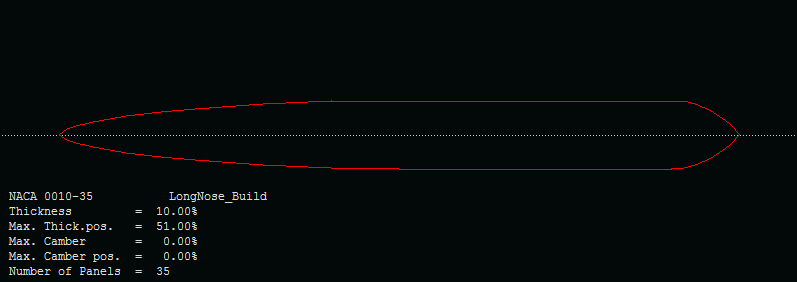 NACA 0010-35 LongNose_Build
Thickness = 10.00%
Max. Thick.pos. = 51.00%
Max. Camber = 0.00%
Max. Camber pos. = 0.00%
Number of Panels = 35